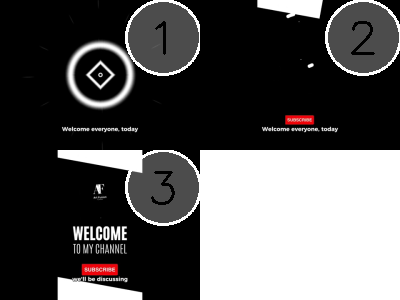 1
Welcome everyone, today
2
SUBSCRIBE
Welcome everyone, today
3
AF
WELCOME
TO MY CHANNEL
SUBSCRIBE
we'll be discussing